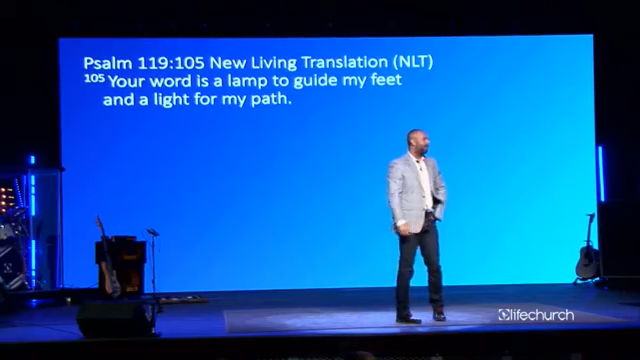 Psalm 119:105 New Living Translation (NLT)
105 Your word is a lamp to guide my feet
and a light for my path.
lifechurch